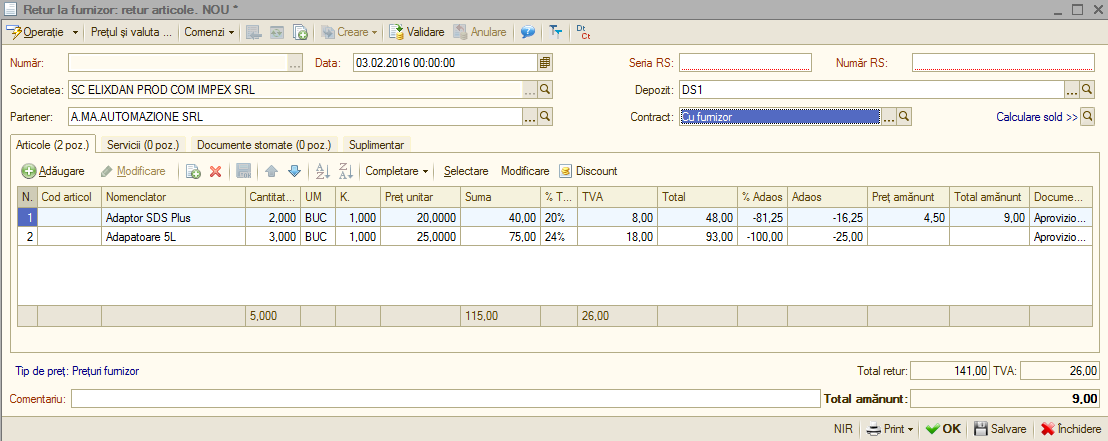 Retur la furnizor: retur articole. NOU *
Operație Prețul și valuta ... Comenzi Creare Validare Anulare
Număr: ... Data: 03.02.2016 00:00:00 Seria RS: Număr RS:
Societatea: SC ELIXDAN PROD COM IMPEX SRL ... Depozit: DS1 ...
Partener: A.MA.AUTOMAZIONE SRL ... Contract: Cu furnizor ... Calculare sold >>
Articole (2 poz.) Servicii (0 poz.) Documente stornate (0 poz.) Suplimentar
Adăugare Modificare Completare Selectare Modificare Discount
N. Cod articol Nomenclator Cantitat... UM K. Preț unitar Suma % T... TVA Total % Adaos Adaos Preț amănunt Total amănunt Docume...
1 Adaptor SDS Plus 2,000 BUC 1,000 20,0000 40,00 20% 8,00 48,00 -81,25 -16,25 4,50 9,00 Aprovizio...
2 Adapatoare 5L 3,000 BUC 1,000 25,0000 75,00 24% 18,00 93,00 -100,00 -25,00 Aprovizio...
5,000 115,00 26,00
Tip de preț: Prețuri furnizor Total retur: 141,00 TVA: 26,00
Comentariu: Total amănunt: 9,00
NIR Print OK Salvare Închidere